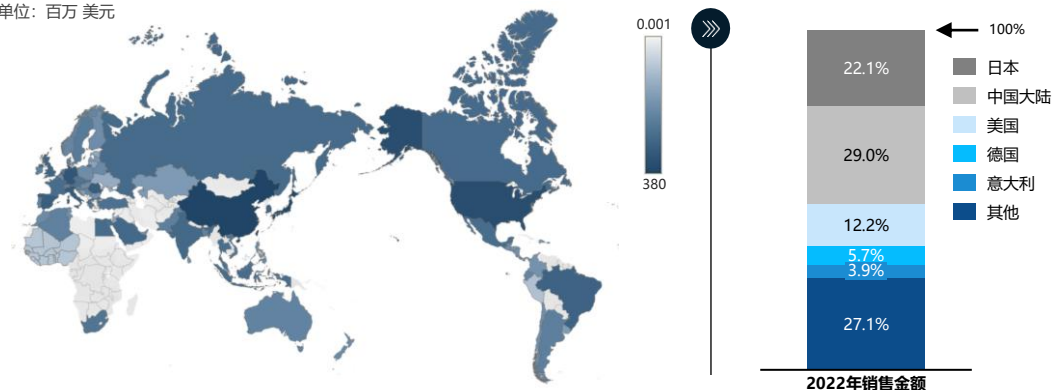 单位：百万 美元
0.001
380
100%
日本
中国大陆
美国
德国
意大利
其他
22.1%
29.0%
12.2%
5.7%
3.9%
27.1%
2022年销售金额